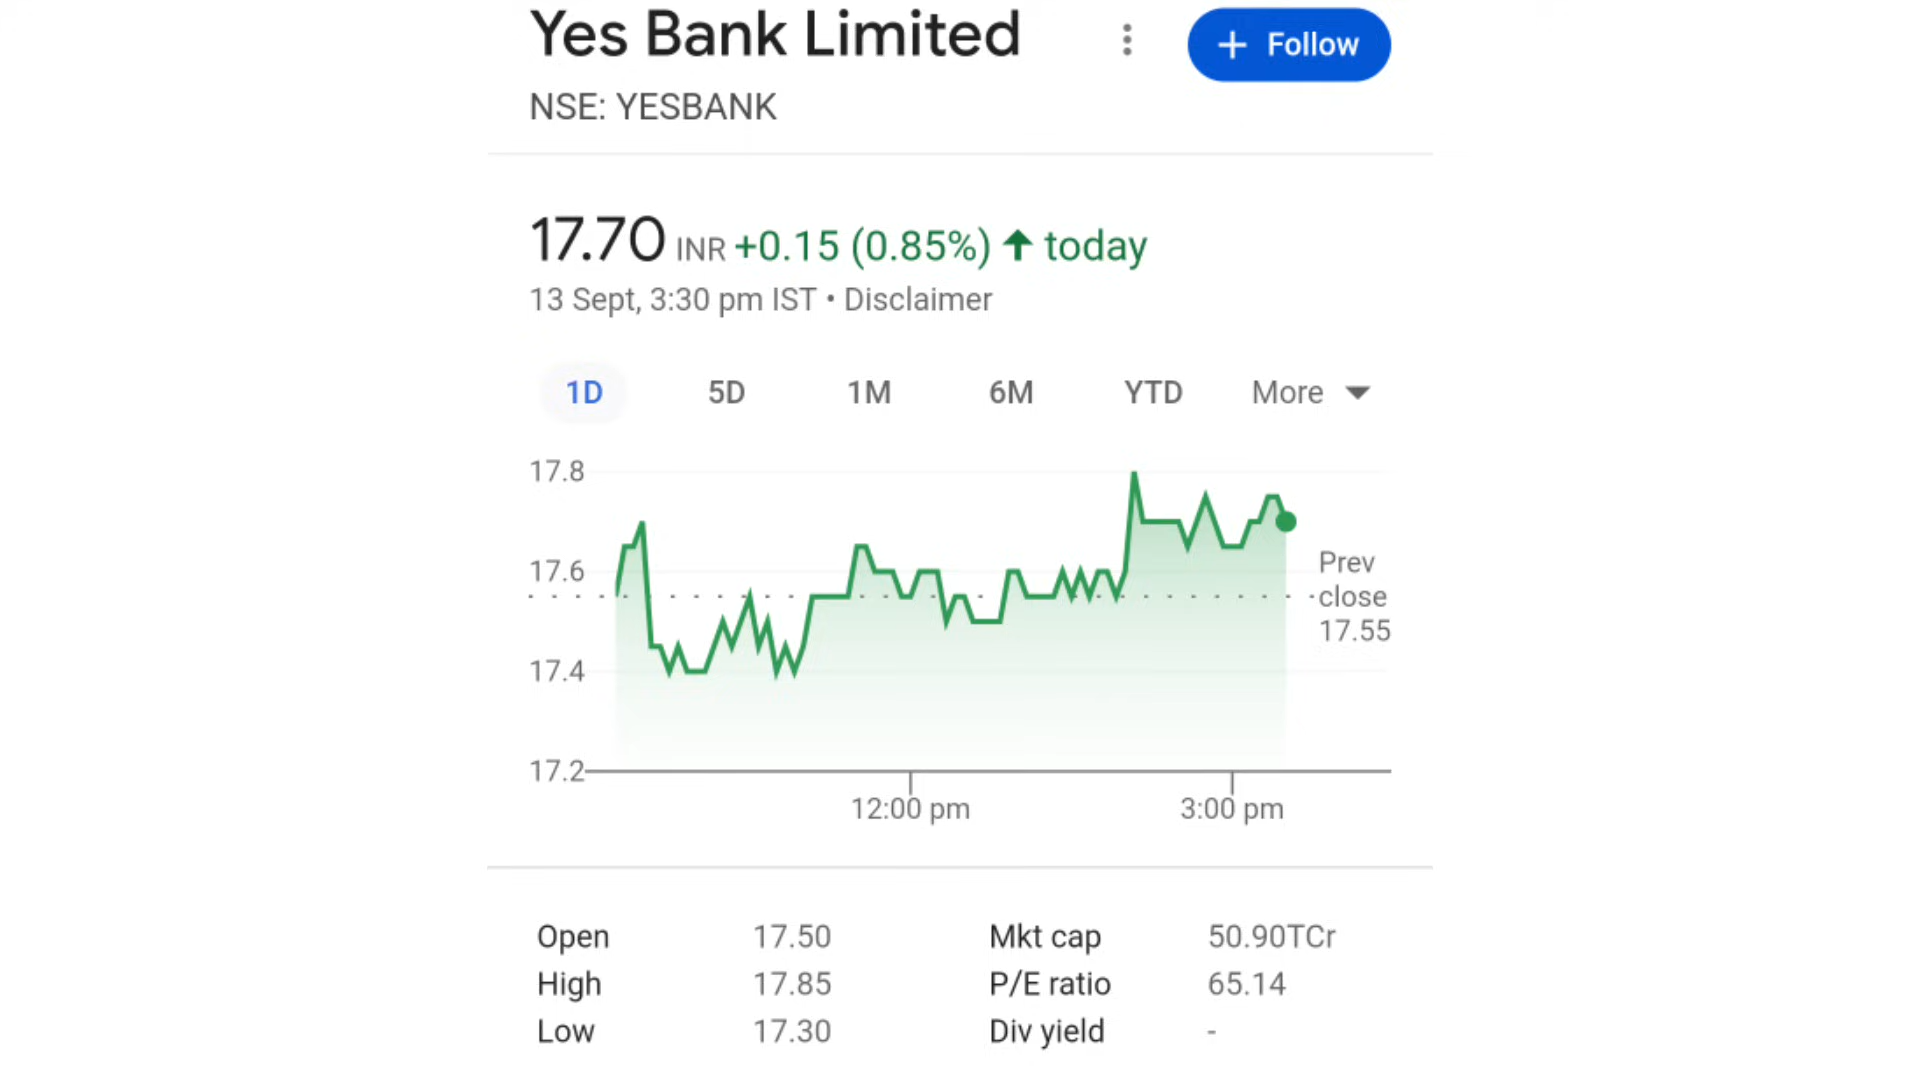 Yes Bank Limited
+ Follow
NSE: YESBANK
17.70 INR +0.15 (0.85%) ↑ today
13 Sept, 3:30 pm IST • Disclaimer
1D 5D 1M 6M YTD More
17.8
17.6
17.4
17.2
Prev
close
17.55
12:00 pm 3:00 pm
Open 17.50 Mkt cap 50.90TCr
High 17.85 P/E ratio 65.14
Low 17.30 Div yield -